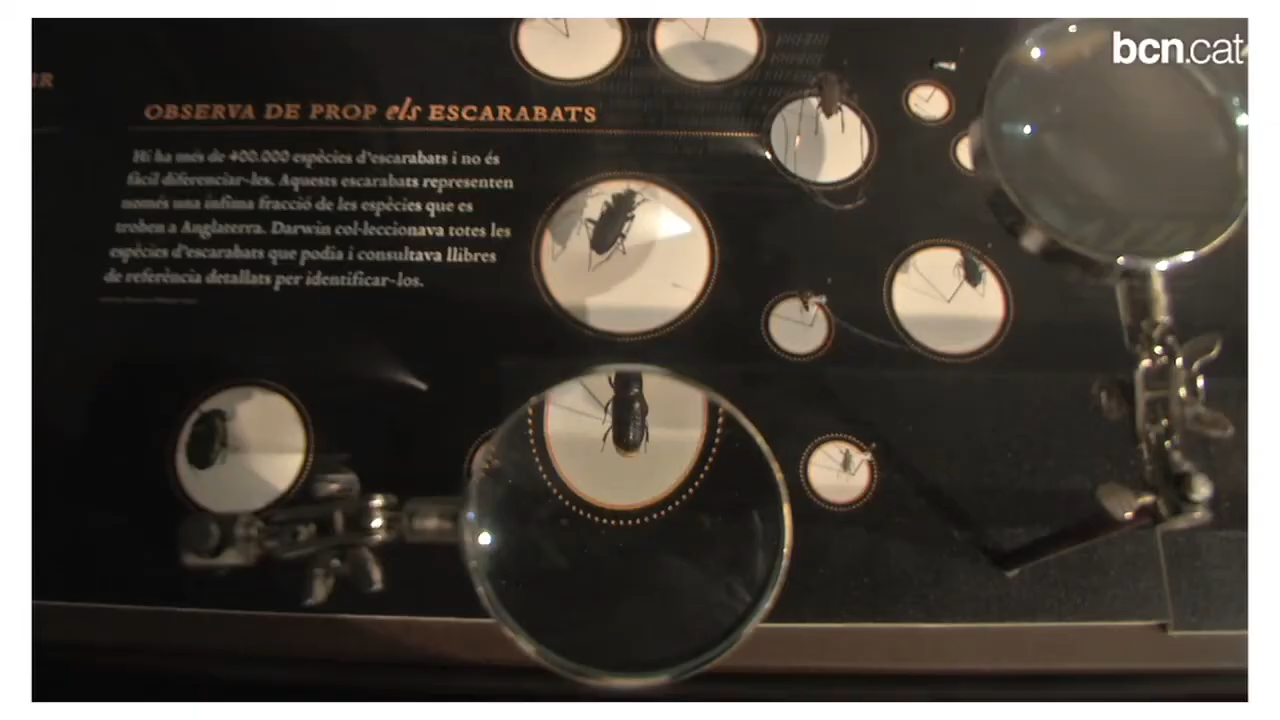 bcn.cat
ER
OBSERVA DE PROP els ESCARABATS
Hi ha més de 400.000 espècies d'escarabats i no és
fàcil diferenciar-les. Aquests escarabats representen
només una ínfima fracció de les espècies que es
troben a Anglaterra. Darwin col·leccionava totes les
espècies d'escarabats que podia i consultava llibres
de referència detallats per identificar-los.